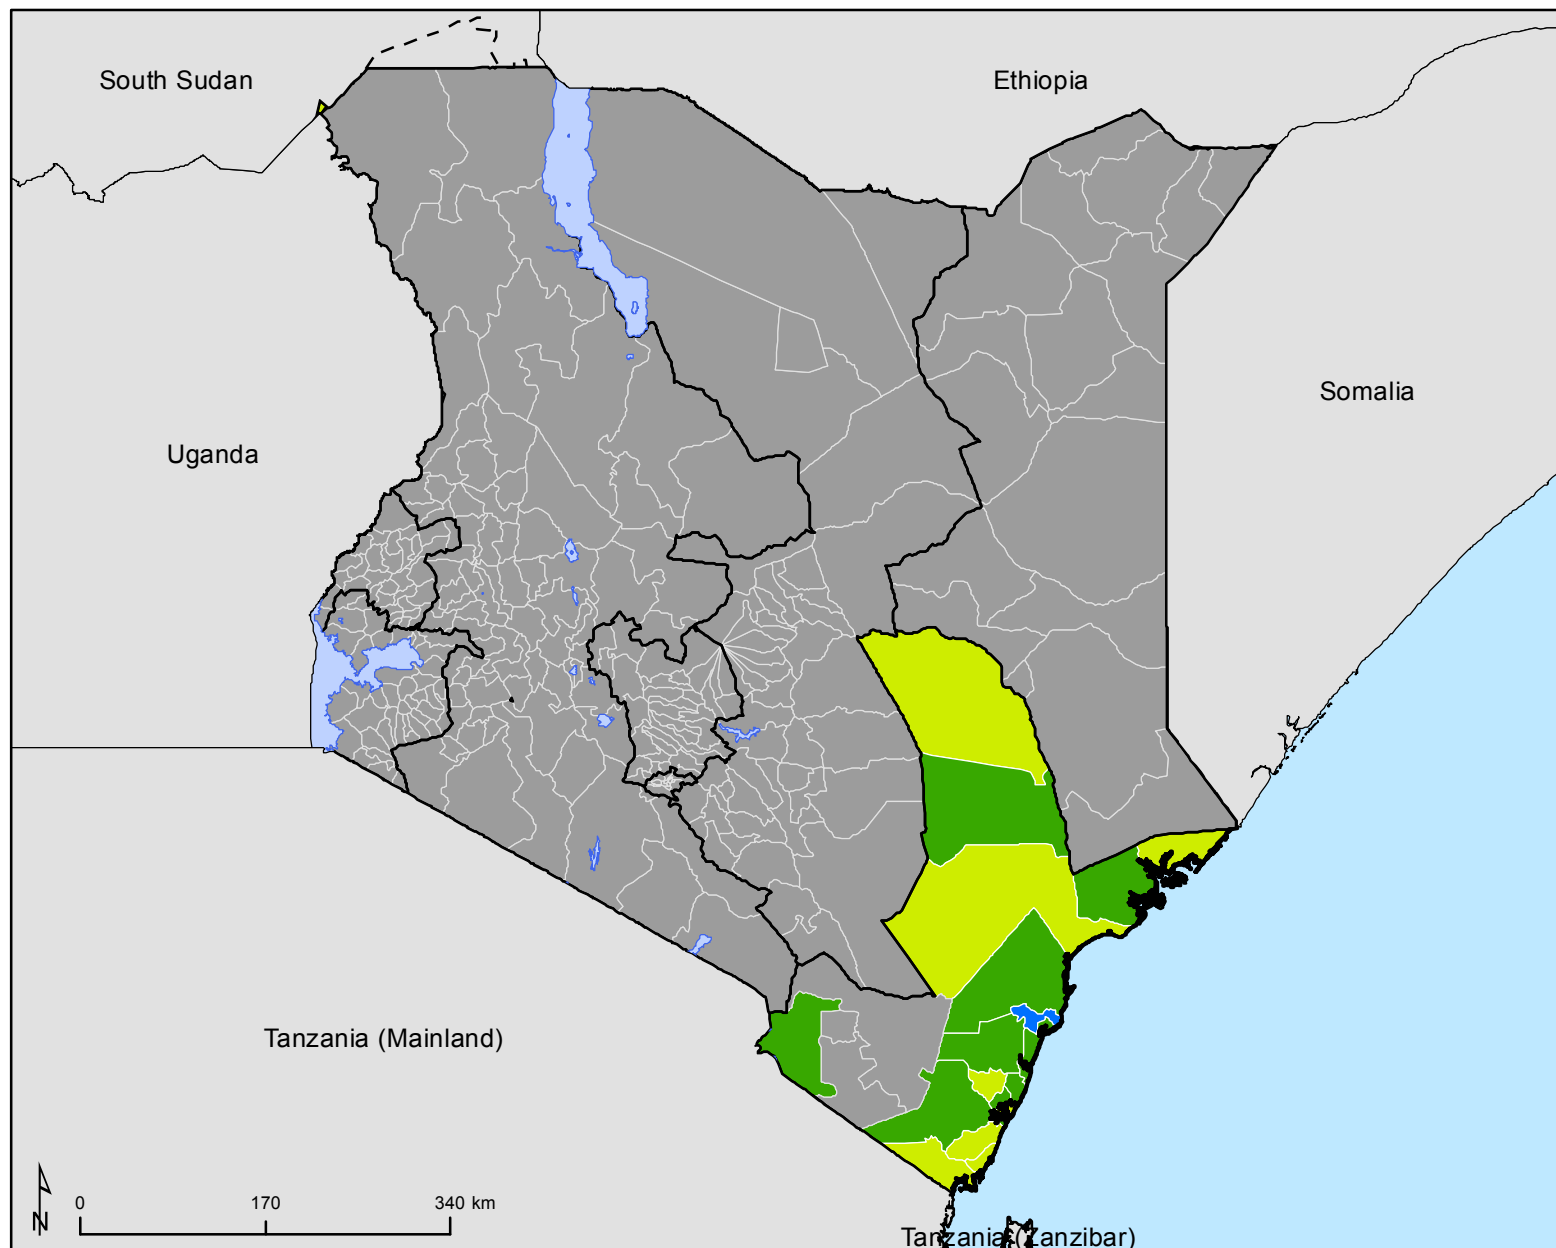 South Sudan
Ethiopia
Somalia
Uganda
Tanzania (Mainland)
N
0 170 340 km
Tanzania (Zanzibar)